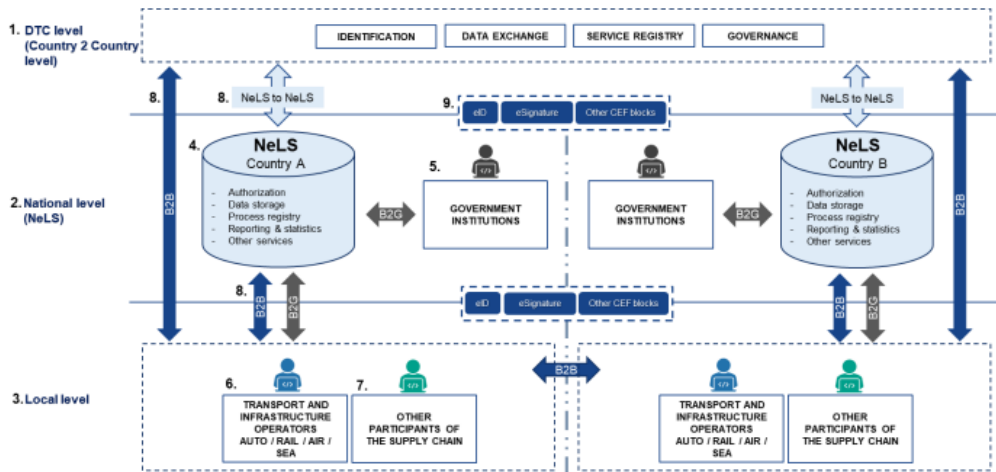 1. DTC level
(Country 2 Country
level)
IDENTIFICATION
DATA EXCHANGE
SERVICE REGISTRY
GOVERNANCE
8.
8.
NeLS to NeLS
9.
eID
eSignature
Other CEF blocks
NeLS to NeLS
4.
NeLS
Country A
- Authorization
- Data storage
- Process registry
- Reporting & statistics
- Other services
5.
GOVERNMENT
INSTITUTIONS
GOVERNMENT
INSTITUTIONS
NeLS
Country B
- Authorization
- Data storage
- Process registry
- Reporting & statistics
- Other services
2. National level
(NeLS)
B2B
B2G
B2G
B2B
8.
B2B
B2G
eID
eSignature
Other CEF blocks
B2B
B2G
3. Local level
6.
TRANSPORT AND
INFRASTRUCTURE
OPERATORS
AUTO / RAIL / AIR /
SEA
7.
OTHER
PARTICIPANTS OF
THE SUPPLY CHAIN
B2B
TRANSPORT AND
INFRASTRUCTURE
OPERATORS
AUTO / RAIL / AIR /
SEA
OTHER
PARTICIPANTS OF
THE SUPPLY CHAIN